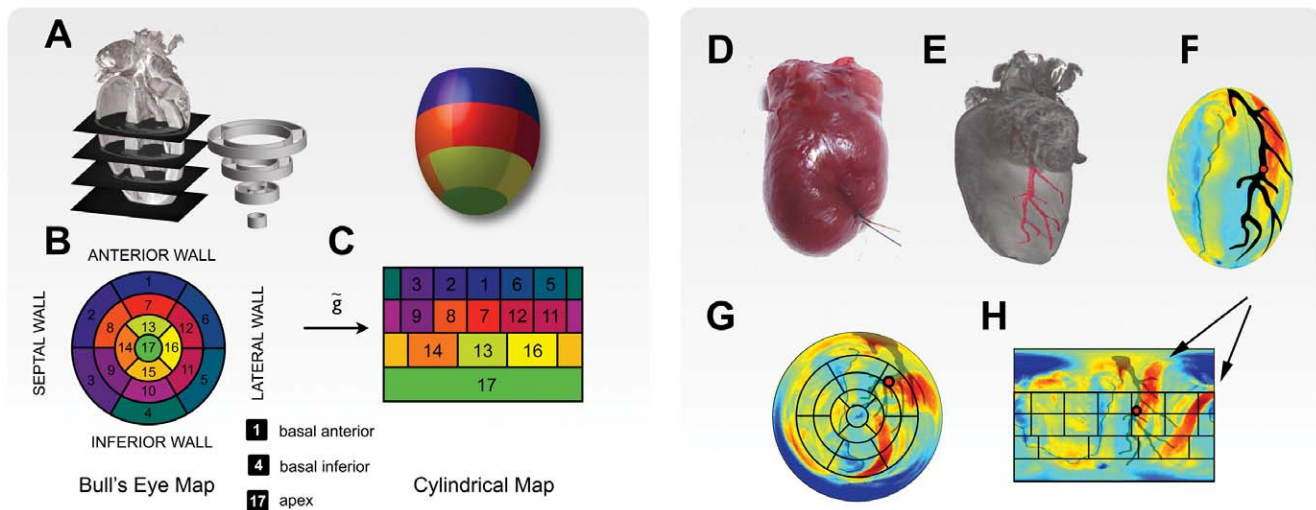 A
B
C
ANTERIOR WALL
SEPTAL WALL
LATERAL WALL
INFERIOR WALL
1
2
7
6
8
13
12
14
17
16
3
9
15
11
5
10
4
g̃
3 2 1 6 5
9 8 7 12 11
14 13 16
17
1 basal anterior
4 basal inferior
17 apex
Bull's Eye Map
Cylindrical Map
D
E
F
G
H